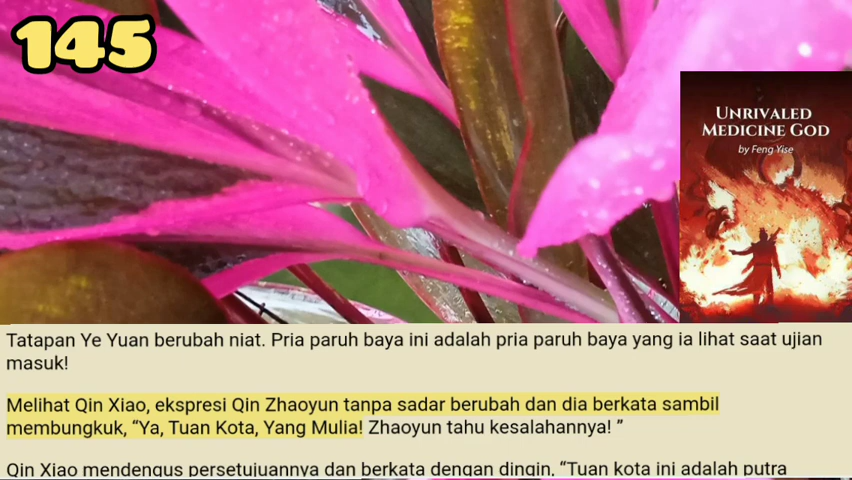 145
UNRIVALED
MEDICINE GOD
by Feng Yise
Tatapan Ye Yuan berubah niat. Pria paruh baya ini adalah pria paruh baya yang ia lihat saat ujian
masuk!
Melihat Qin Xiao, ekspresi Qin Zhaoyun tanpa sadar berubah dan dia berkata sambil
membungkuk, “Ya, Tuan Kota, Yang Mulia! Zhaoyun tahu kesalahannya! ”
Qin Xiao mendengus persetujuannya dan berkata dengan dingin, “Tuan kota ini adalah putra